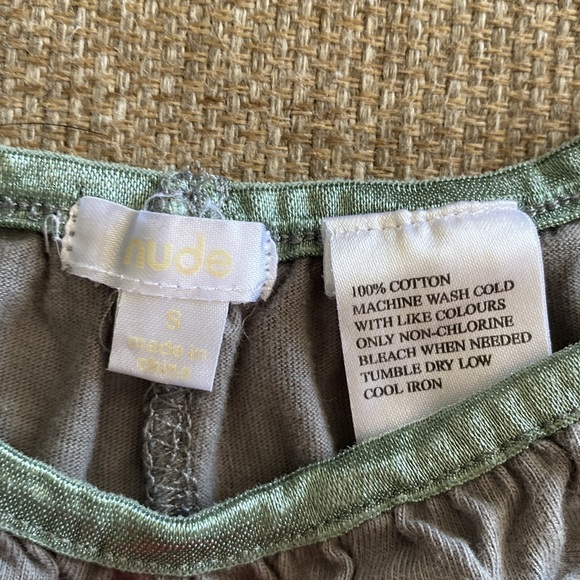 nude
S
made in
china
100% COTTON
MACHINE WASH COLD
WITH LIKE COLOURS
ONLY NON-CHLORINE
BLEACH WHEN NEEDED
TUMBLE DRY LOW
COOL IRON